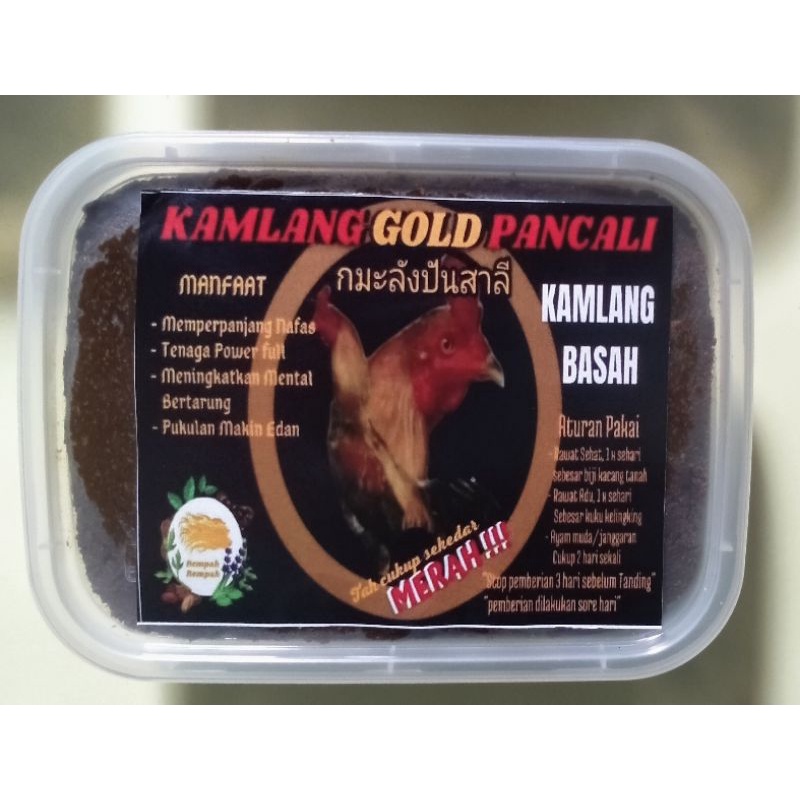 KAMLANG GOLD PANCALI
กมะลังปันสาลี
MANFAAT
- Memperpanjang Nafas
- Tenaga Power full
- Meningkatkan Mental
Bertarung
- Pukulan Makin Edan
KAMLANG
BASAH
Aturan Pakai
- Rawat Sehat, 1 x sehari
sebesar biji kacang tanah
- Rawat Adu, 1 x sehari
Sebesar kuku kelingking
- Ayam muda/janggaran
Cukup 2 hari sekali
"Stop pemberian 3 hari sebelum Tanding"
"pemberian dilakukan sore hari"
Tak cukup sekedar
MERAH!!!
Rempah
Rempah